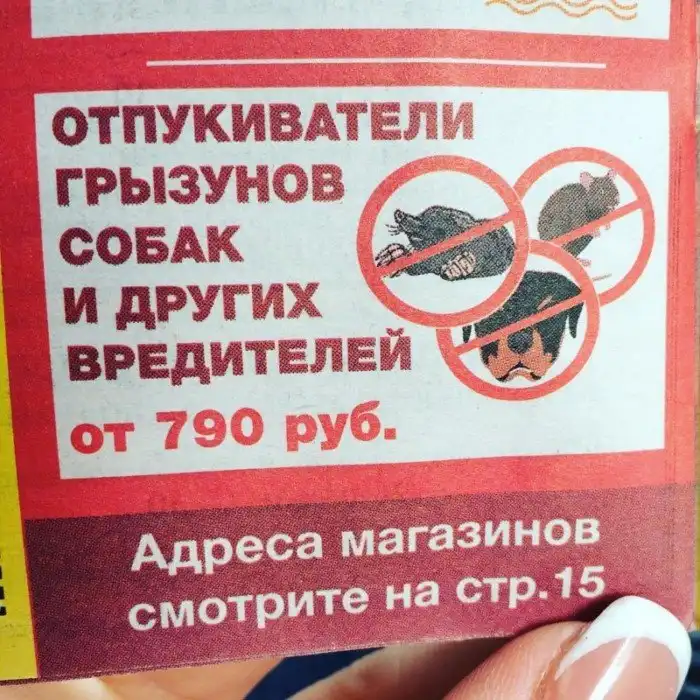 ОТПУКИВАТЕЛИ
ГРЫЗУНОВ
СОБАК
И ДРУГИХ
ВРЕДИТЕЛЕЙ
от 790 руб.
Адреса магазинов
смотрите на стр.15